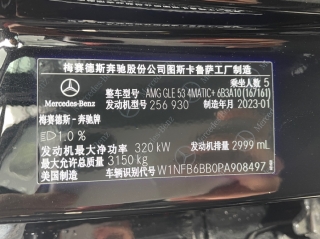 梅赛德斯奔驰股份公司图斯卡鲁萨工厂制造
乘坐人数 5
整车型号 AMG GLE 53 4MATIC+ 6B3A10(167161)
发动机型号 256 930 制造年月 2023-01
Mercedes-Benz
梅赛德斯－奔驰牌
1.0 %
发动机最大净功率 320 kW 发动机排量 2999 mL
最大允许总质量 3150 kg
美国制造 车辆识别代号 W1NFB6BB0PA908497